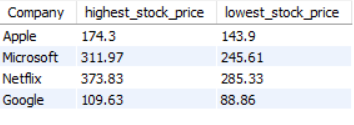 Company highest_stock_price lowest_stock_price
Apple 174.3 143.9
Microsoft 311.97 245.61
Netflix 373.83 285.33
Google 109.63 88.86